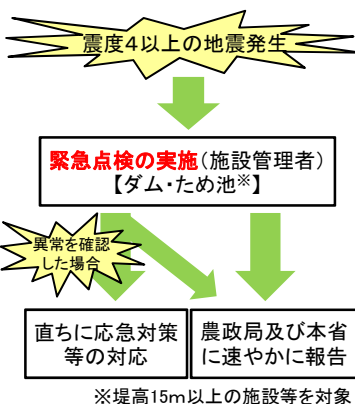 震度4以上の地震発生
緊急点検の実施(施設管理者)
【ダム・ため池※】
異常を確認
した場合
直ちに応急対策
等の対応
農政局及び本省
に速やかに報告
※堤高15m以上の施設等を対象